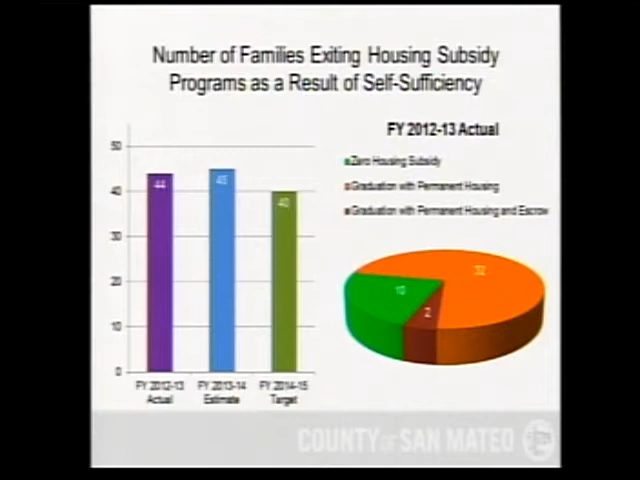 Number of Families Exiting Housing Subsidy
Programs as a Result of Self-Sufficiency
FY 2012-13 Actual
Zero Housing Subsidy
Graduation with Permanent Housing
Graduation with Permanent Housing and Escrow
50
40
30
20
10
0
44
45
40
FY 2012-13
Actual
FY 2013-14
Estimate
FY 2014-15
Target
32
10
2
COUNTY OF SAN MATEO